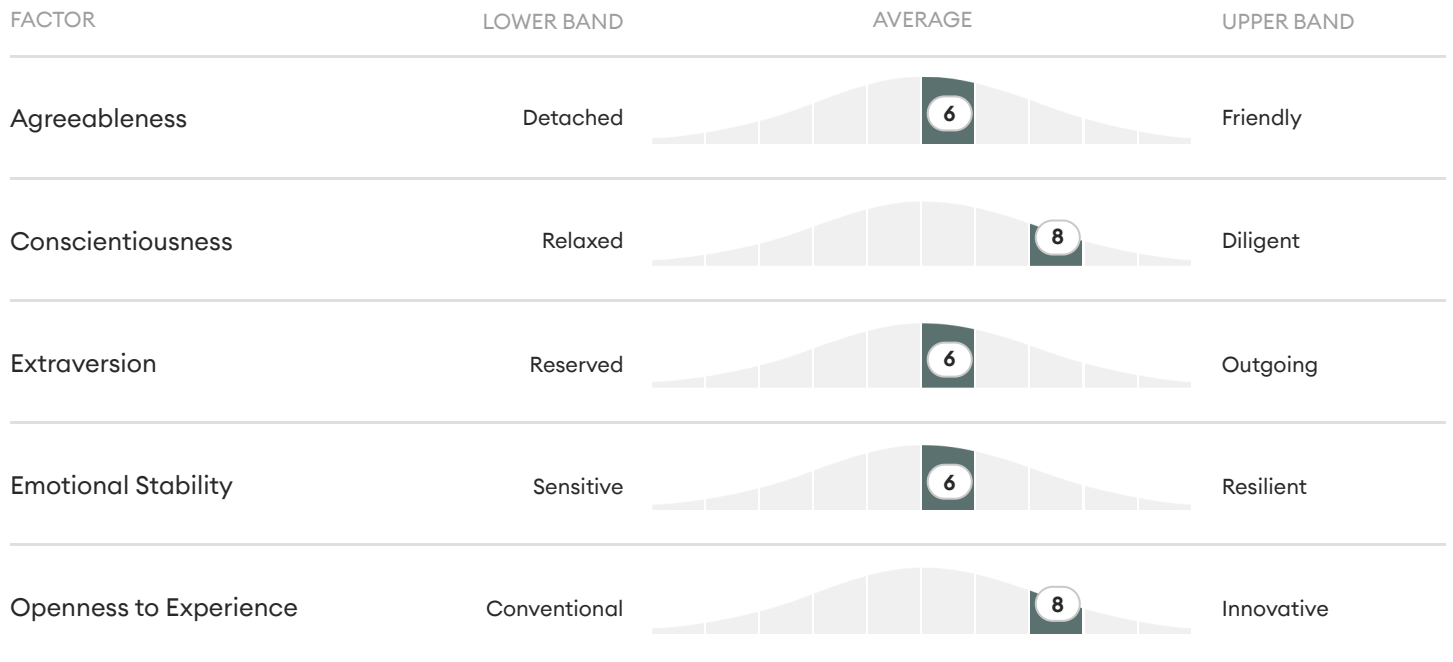 FACTOR LOWER BAND AVERAGE UPPER BAND
Agreeableness Detached 6 Friendly
Conscientiousness Relaxed 8 Diligent
Extraversion Reserved 6 Outgoing
Emotional Stability Sensitive 6 Resilient
Openness to Experience Conventional 8 Innovative